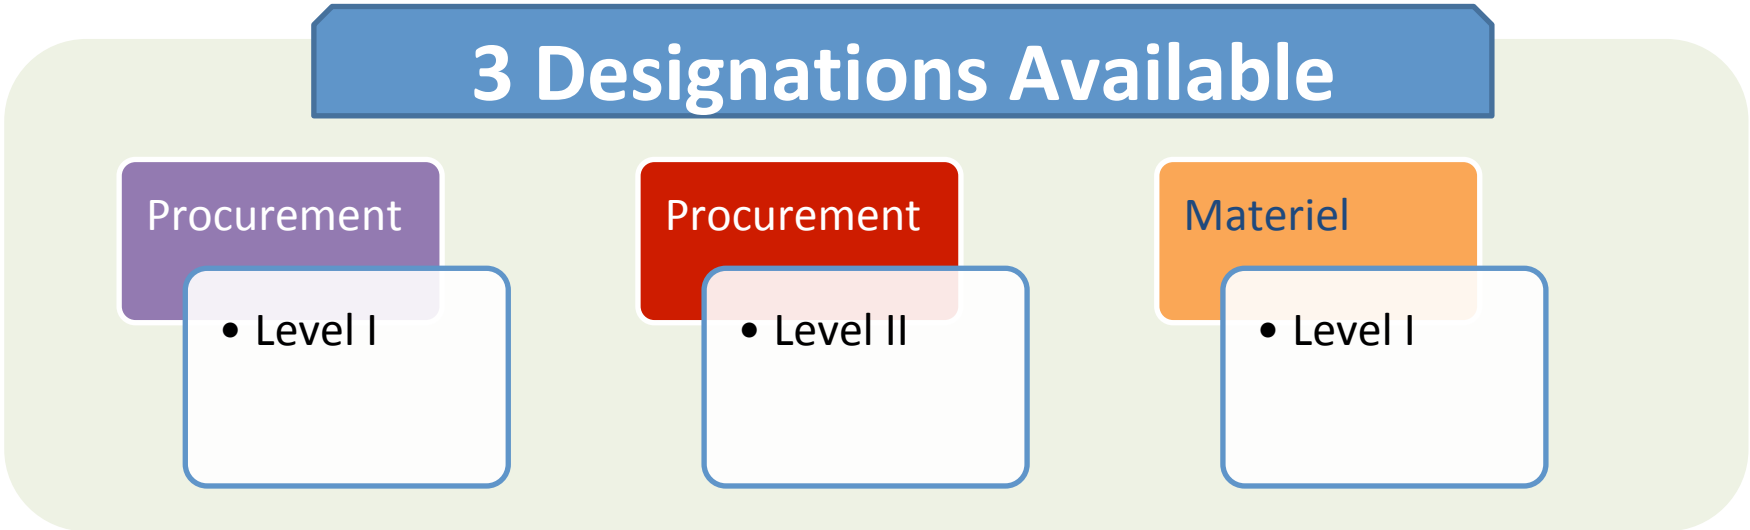 3 Designations Available
Procurement
• Level I
Procurement
• Level II
Materiel
• Level I